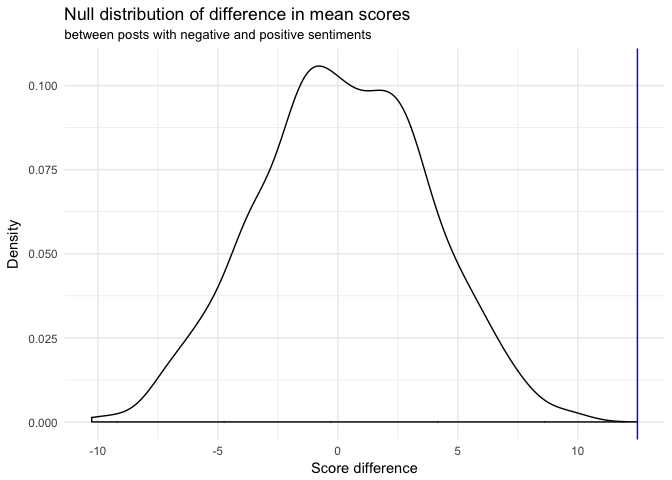 Null distribution of difference in mean scores
between posts with negative and positive sentiments
0.100
0.075
0.050
0.025
0.000
Density
-10
-5
0
5
10
Score difference